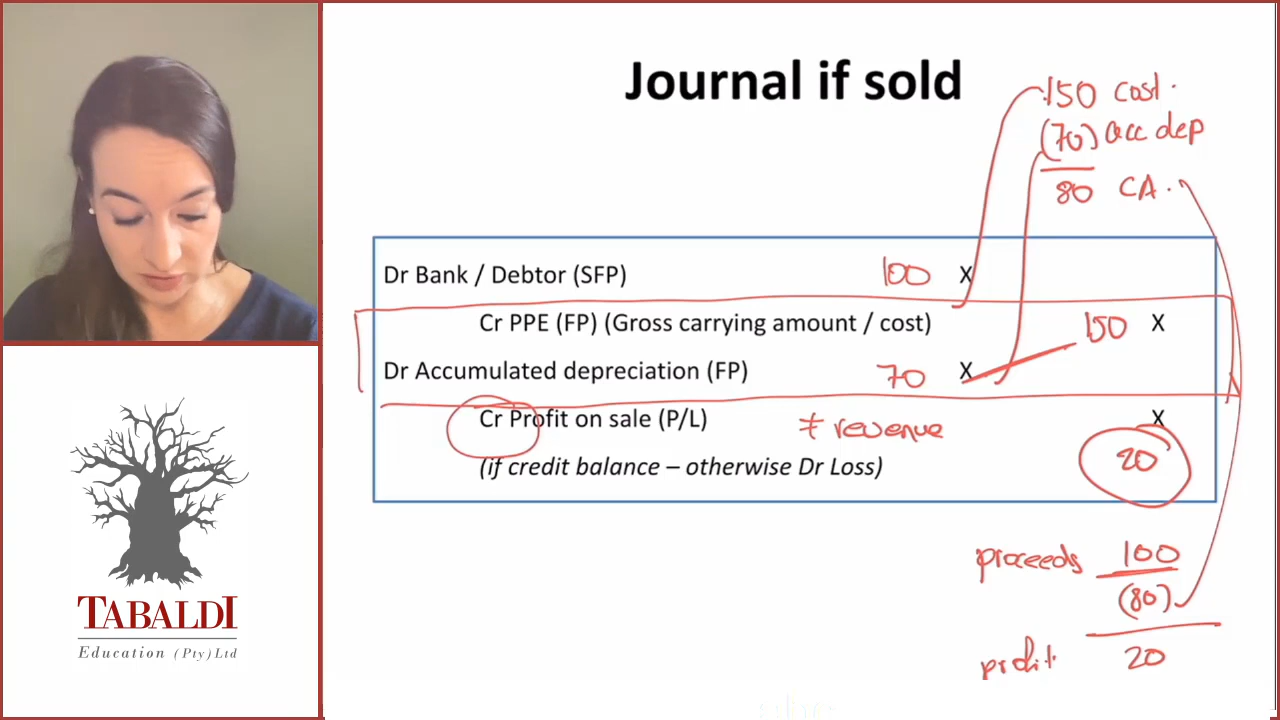 Journal if sold
150 cost.
(70) acc dep
80 CA.
Dr Bank / Debtor (SFP) 100 X
Cr PPE (FP) (Gross carrying amount / cost) 150 X
Dr Accumulated depreciation (FP) 70 X
Cr Profit on sale (P/L) ≠ revenue X
(if credit balance – otherwise Dr Loss) 20
proceeds 100
(80)
profit. 20
TABALDI
Education (Pty) Ltd